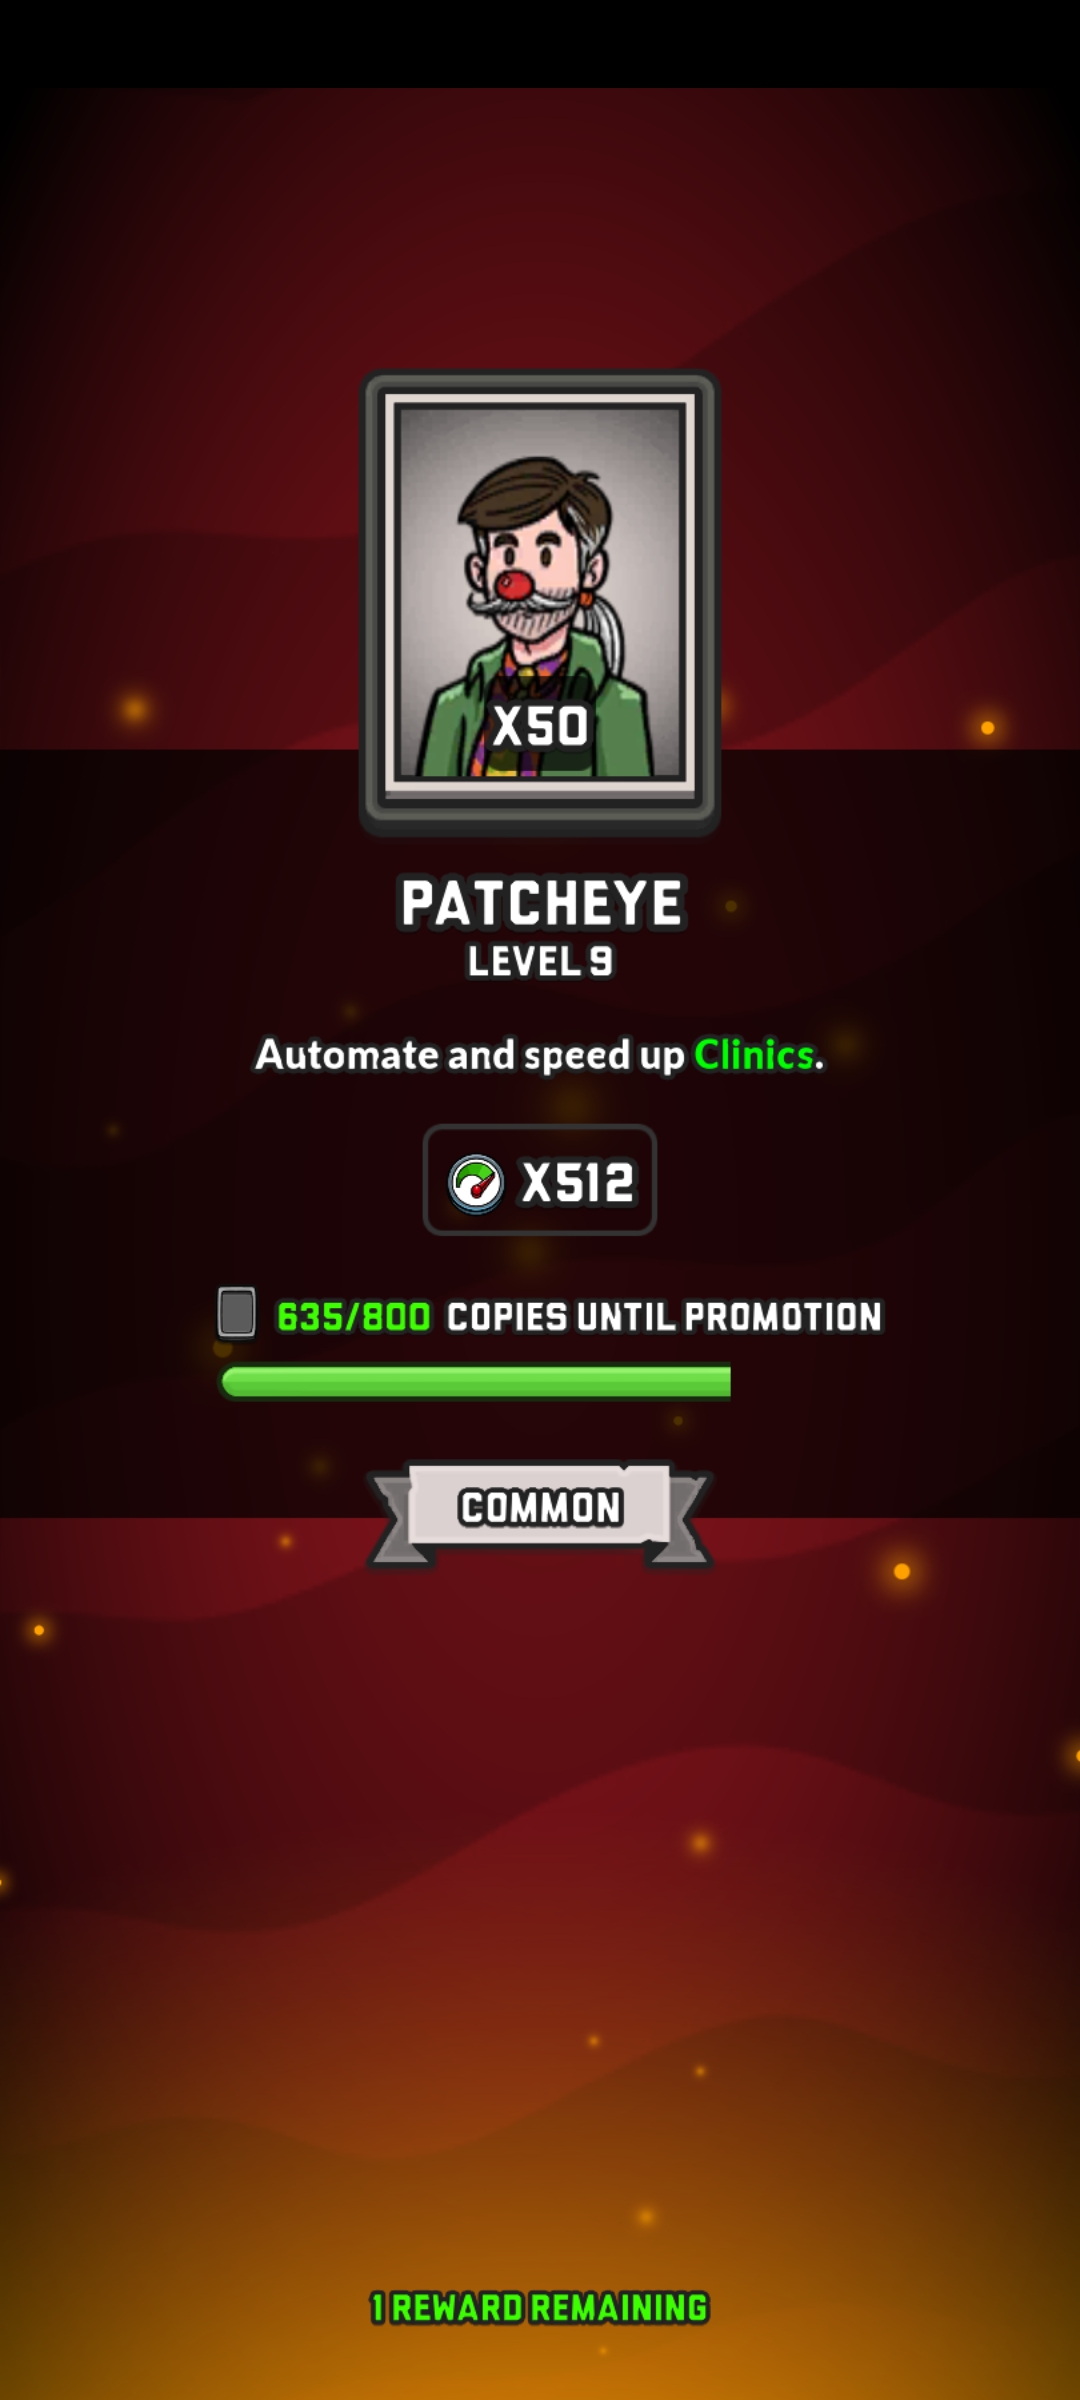 X50
PATCHEYE
LEVEL 9
Automate and speed up Clinics.
X512
635/800 COPIES UNTIL PROMOTION
COMMON
1 REWARD REMAINING